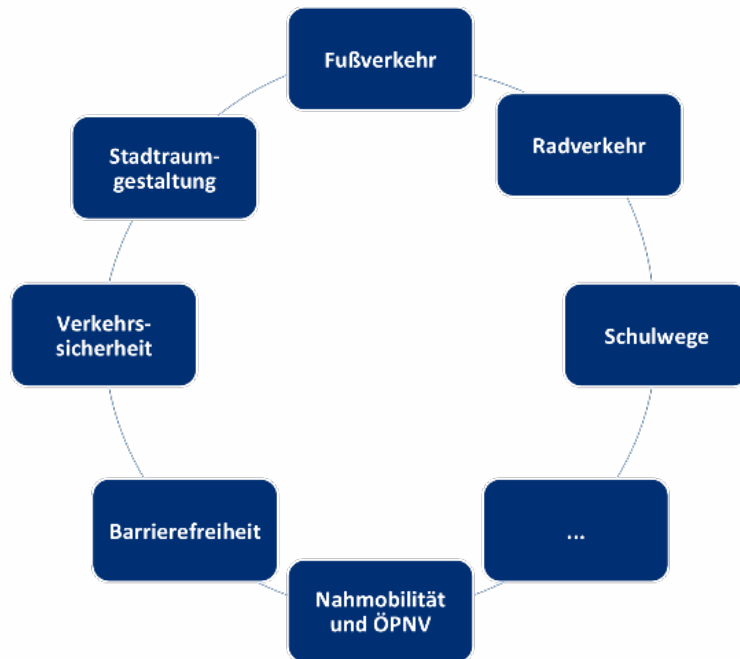 Fußverkehr
Radverkehr
Schulwege
...
Nahmobilität
und ÖPNV
Barrierefreiheit
Verkehrs-
sicherheit
Stadtraum-
gestaltung